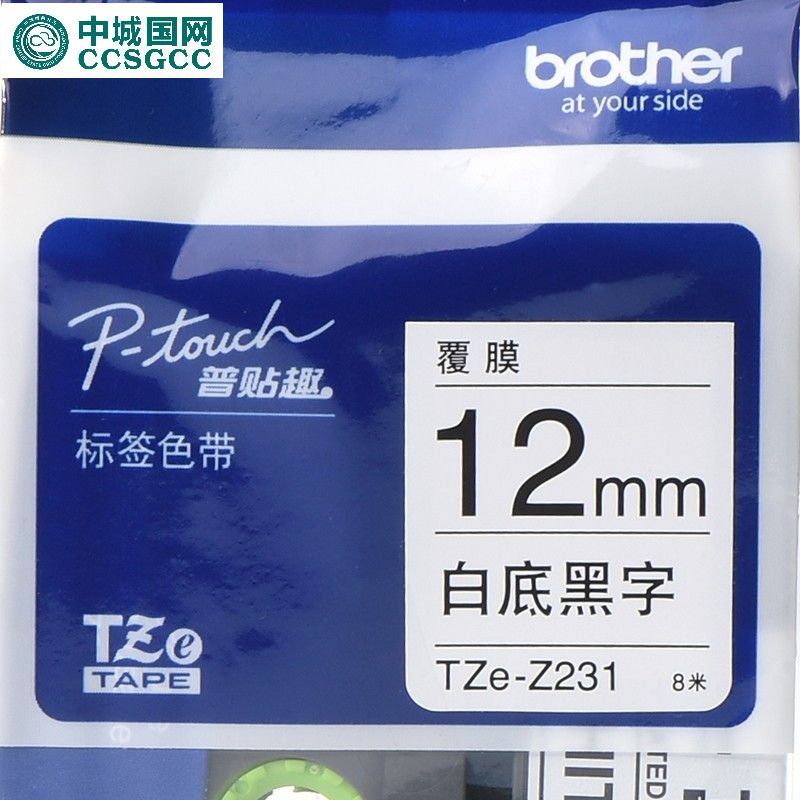 中城国网
CCSGCC
brother
at your side
P-touch
普贴趣
标签色带
覆膜
12mm
白底黑字
TZe-Z231 8米
TZe
TAPE